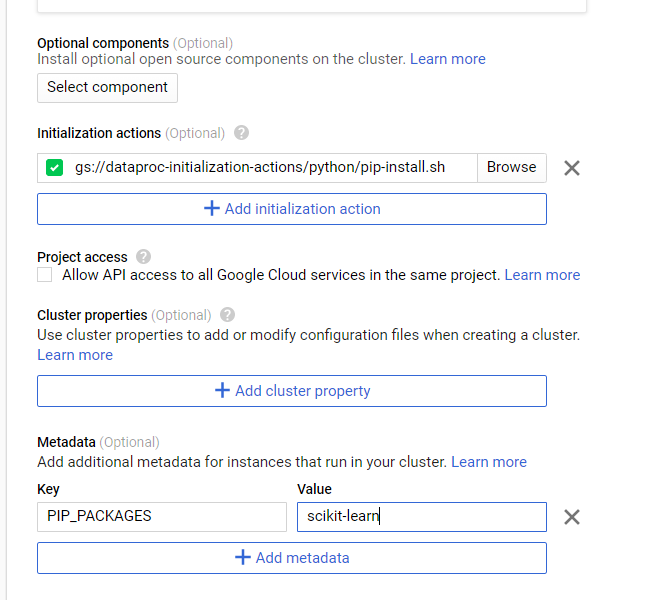 Optional components (Optional)
Install optional open source components on the cluster. Learn more
Select component
Initialization actions (Optional) ?
gs://dataproc-initialization-actions/python/pip-install.sh Browse
Add initialization action
Project access ?
Allow API access to all Google Cloud services in the same project. Learn more
Cluster properties (Optional) ?
Use cluster properties to add or modify configuration files when creating a cluster.
Learn more
Add cluster property
Metadata (Optional)
Add additional metadata for instances that run in your cluster. Learn more
Key Value
PIP_PACKAGES scikit-learn
Add metadata